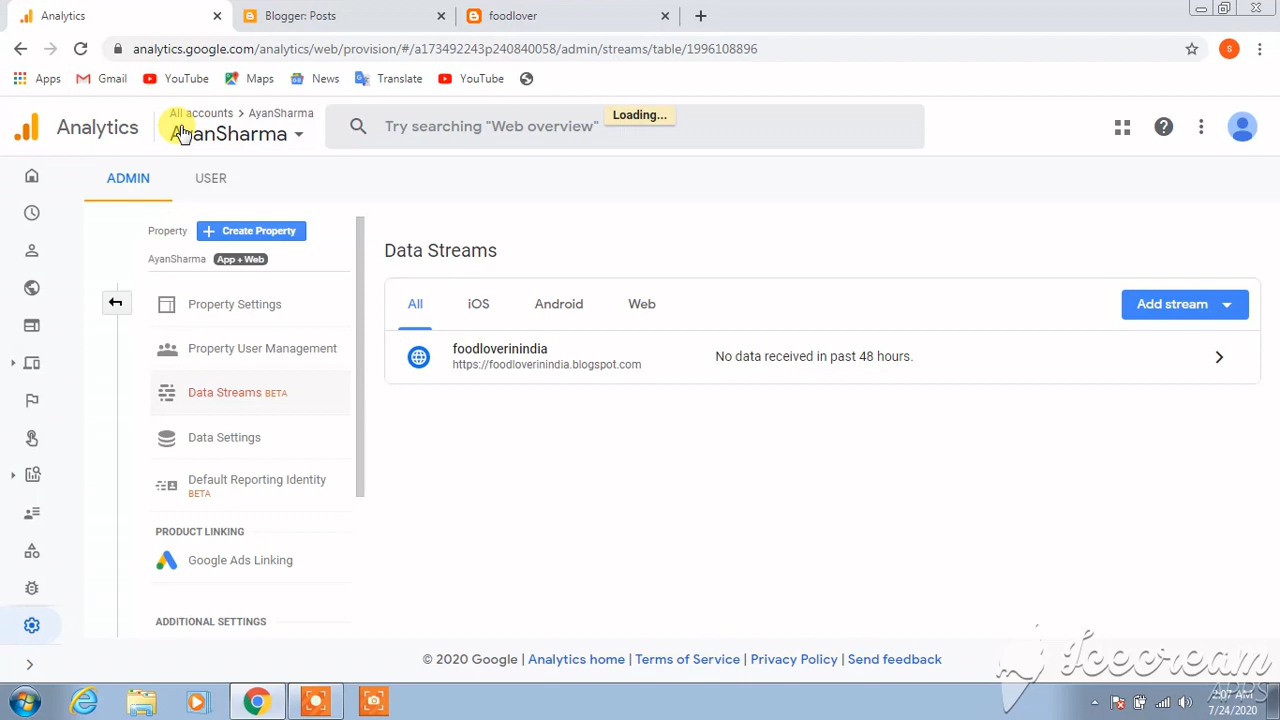 Analytics
Blogger: Posts
foodlover
analytics.google.com/analytics/web/provision/#/a173492243p240840058/admin/streams/table/1996108896
S
Apps
Gmail
YouTube
Maps
News
Translate
YouTube
Analytics
All accounts > AyanSharma
AyanSharma
Try searching "Web overview"
Loading...
ADMIN
USER
Property
+ Create Property
AyanSharma
App + Web
Property Settings
Property User Management
Data Streams BETA
Data Settings
Default Reporting Identity
BETA
PRODUCT LINKING
Google Ads Linking
ADDITIONAL SETTINGS
Data Streams
All
iOS
Android
Web
Add stream
foodloverinindia
https://foodloverinindia.blogspot.com
No data received in past 48 hours.
© 2020 Google | Analytics home | Terms of Service | Privacy Policy | Send feedback
Icecream
APPS
2:07 AM
7/24/2020